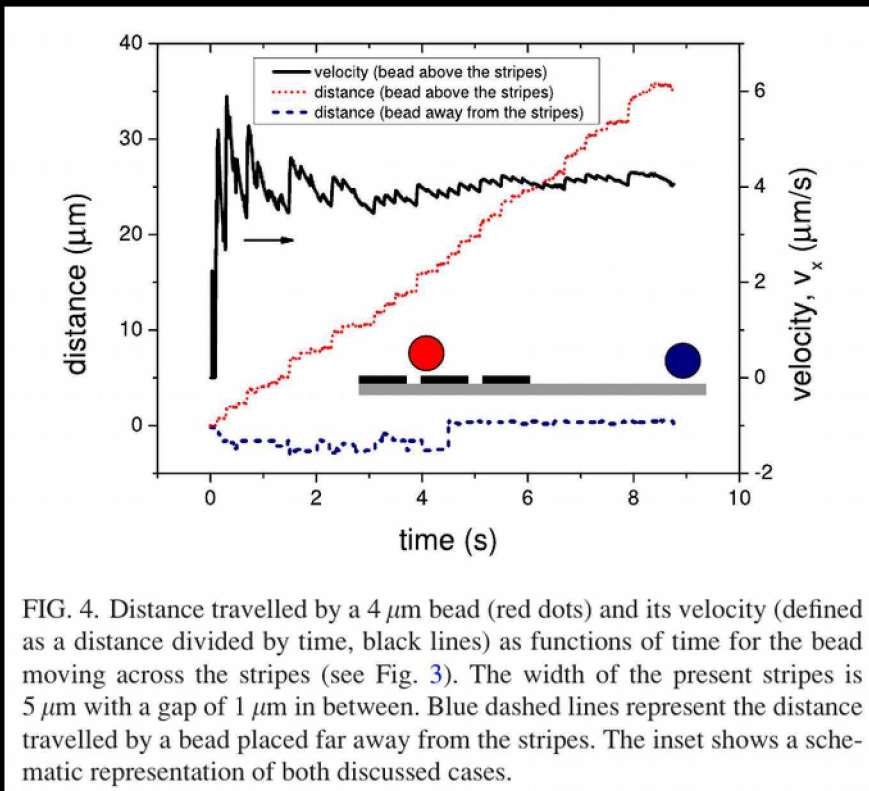 40
30
20
10
0
6
4
2
0
-2
0
2
4
6
8
10
distance (μm)
velocity, v_x (μm/s)
time (s)
velocity (bead above the stripes)
distance (bead above the stripes)
distance (bead away from the stripes)
FIG. 4. Distance travelled by a 4 μm bead (red dots) and its velocity (defined
as a distance divided by time, black lines) as functions of time for the bead
moving across the stripes (see Fig. 3). The width of the present stripes is
5 μm with a gap of 1 μm in between. Blue dashed lines represent the distance
travelled by a bead placed far away from the stripes. The inset shows a sche-
matic representation of both discussed cases.